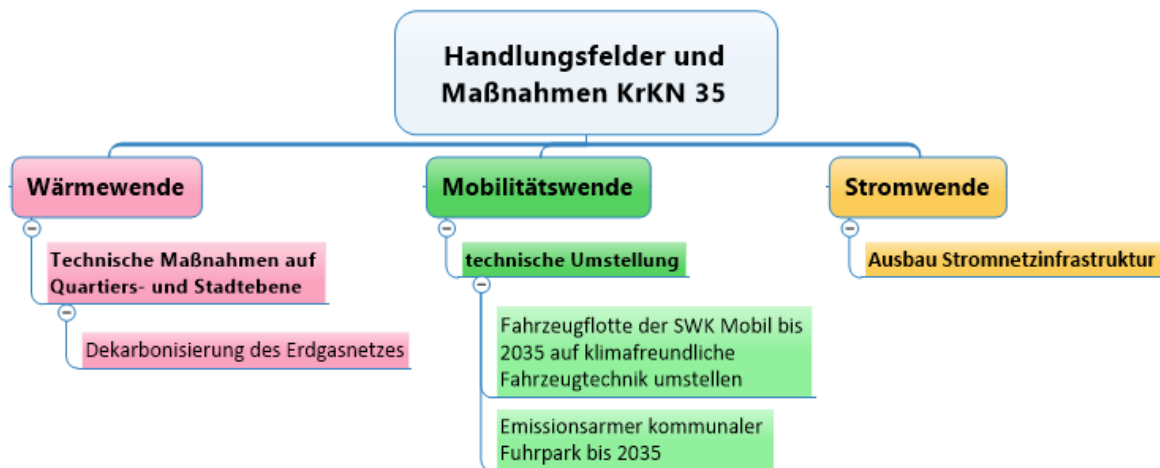 Handlungsfelder und
Maßnahmen KrKN 35
Wärmewende
Technische Maßnahmen auf
Quartiers- und Stadtebene
Dekarbonisierung des Erdgasnetzes
Mobilitätswende
technische Umstellung
Fahrzeugflotte der SWK Mobil bis
2035 auf klimafreundliche
Fahrzeugtechnik umstellen
Emissionsarmer kommunaler
Fuhrpark bis 2035
Stromwende
Ausbau Stromnetzinfrastruktur